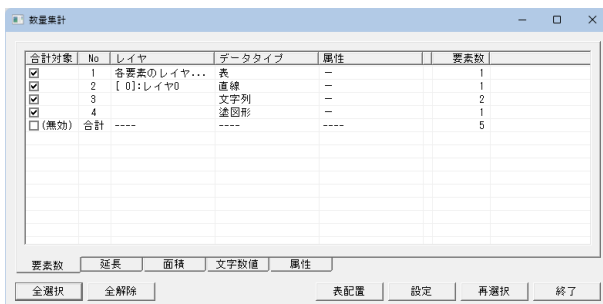 数量集計
合計対象 No レイヤ データタイプ 属性 要素数
1 各要素のレイヤ... 表 － 1
2 [ 0]:レイヤ0 直線 － 1
3 文字列 － 2
4 塗図形 － 1
(無効) 合計 ---- ---- ---- 5
要素数 延長 面積 文字数値 属性
全選択 全解除 表配置 設定 再選択 終了